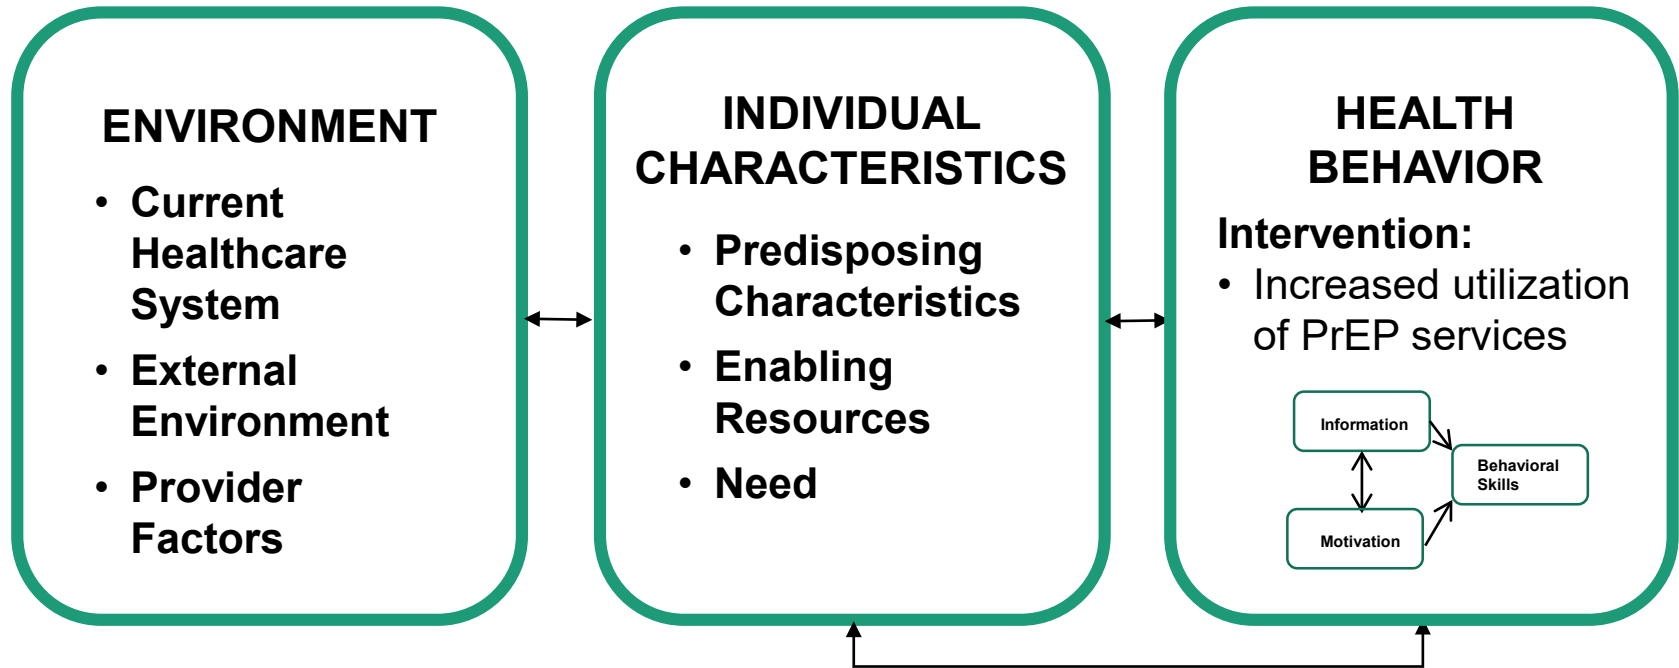 ENVIRONMENT
• Current
Healthcare
System
• External
Environment
• Provider
Factors
INDIVIDUAL
CHARACTERISTICS
• Predisposing
Characteristics
• Enabling
Resources
• Need
HEALTH
BEHAVIOR
Intervention:
• Increased utilization
of PrEP services
Information
Behavioral
Skills
Motivation